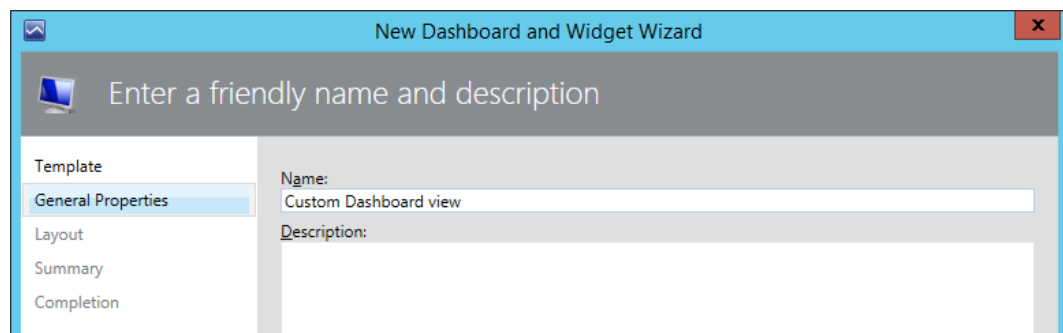 New Dashboard and Widget Wizard
x
Enter a friendly name and description
Template
General Properties
Layout
Summary
Completion
Name:
Custom Dashboard view
Description: